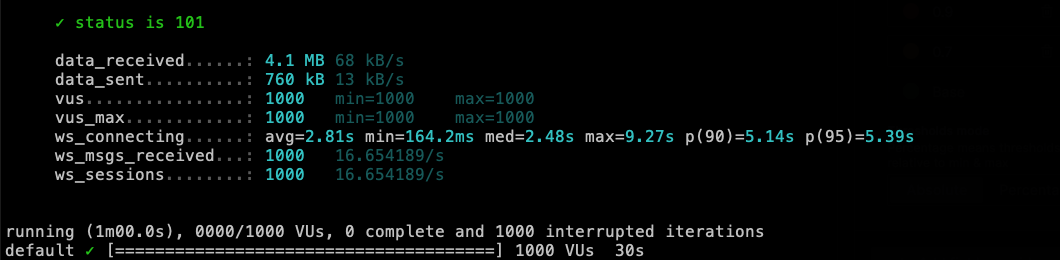 ✓ status is 101
data_received......: 4.1 MB 68 kB/s
data_sent..........: 760 kB 13 kB/s
vus................: 1000   min=1000    max=1000
vus_max............: 1000   min=1000    max=1000
ws_connecting......: avg=2.81s min=164.2ms med=2.48s max=9.27s p(90)=5.14s p(95)=5.39s
ws_msgs_received...: 1000   16.654189/s
ws_sessions........: 1000   16.654189/s
running (1m00.0s), 0000/1000 VUs, 0 complete and 1000 interrupted iterations
default ✓ [======================================] 1000 VUs  30s